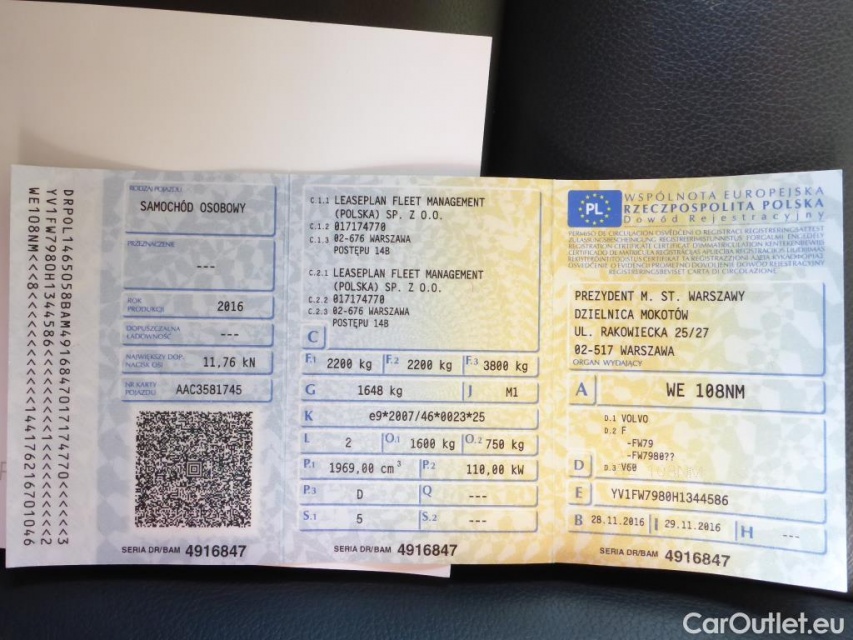 DRPOL1465058BAM4916847017174770<<<<<<3
YV1FW7980H1344586<<<<<<<<<1<<<<<<<<<<2
WE108NM<<<8<<<<<<<<<<<<<144176216701046
RODZAJ POJAZDU
SAMOCHÓD OSOBOWY
PRZEZNACZENIE
---
ROK PRODUKCJI
2016
DOPUSZCZALNA ŁADOWNOŚĆ
---
NAJWIĘKSZY DOP. NACISK OSI
11,76 kN
NR KARTY POJAZDU
AAC3581745
SERIA DR/BAM 4916847
C.1.1 LEASEPLAN FLEET MANAGEMENT
(POLSKA) SP. Z O.O.
C.1.2 017174770
C.1.3 02-676 WARSZAWA
POSTĘPU 14B
C.2.1 LEASEPLAN FLEET MANAGEMENT
(POLSKA) SP. Z O.O.
C.2.2 017174770
C.2.3 02-676 WARSZAWA
POSTĘPU 14B
C
F.1 2200 kg F.2 2200 kg F.3 3800 kg
G 1648 kg J M1
K e9*2007/46*0023*25
L 2 O.1 1600 kg O.2 750 kg
P.1 1969,00 cm³ P.2 110,00 kW
P.3 D Q ---
S.1 5 S.2 ---
SERIA DR/BAM 4916847
PL
WSPÓLNOTA EUROPEJSKA
RZECZPOSPOLITA POLSKA
Dowód Rejestracyjny
PREZYDENT M. ST. WARSZAWY
DZIELNICA MOKOTÓW
UL. RAKOWIECKA 25/27
02-517 WARSZAWA
ORGAN WYDAJĄCY
A WE 108NM
D.1 VOLVO
D.2 F
-FW79
-FW7980??
D D.3 V60
E YV1FW7980H1344586
B 28.11.2016 I 29.11.2016 H ---
SERIA DR/BAM 4916847
CarOutlet.eu